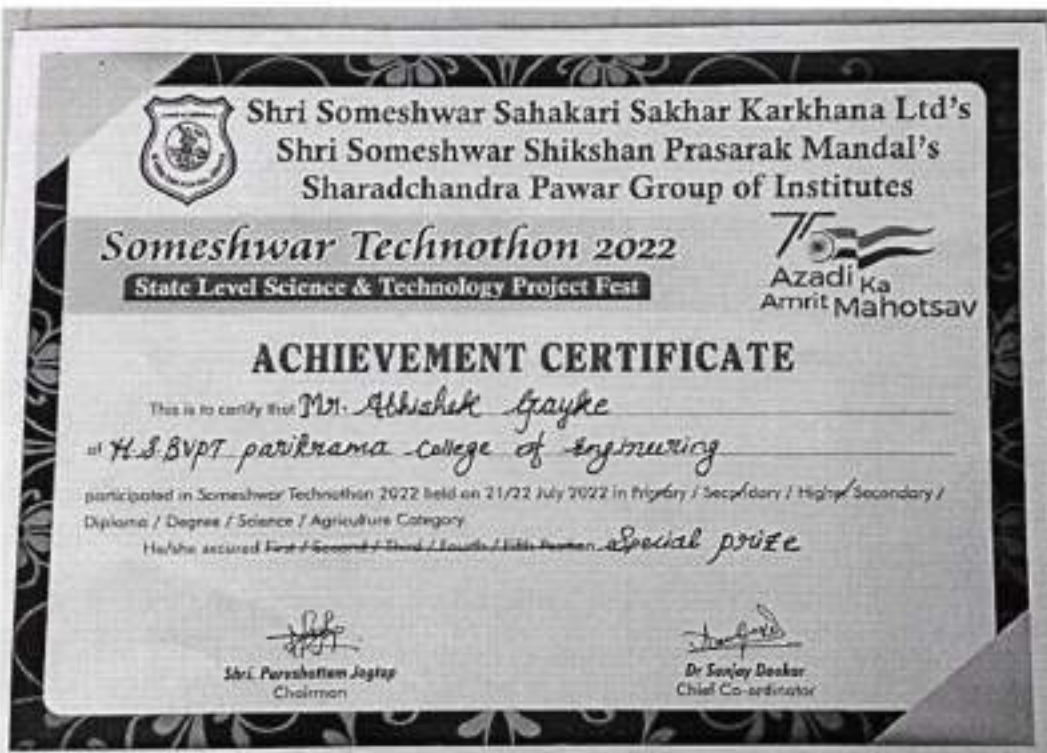 Shri Someshwar Sahakari Sakhar Karkhana Ltd's
Shri Someshwar Shikshan Prasarak Mandal's
Sharadchandra Pawar Group of Institutes
Someshwar Technothon 2022
State Level Science & Technology Project Fest
75
Azadi Ka
Amrit Mahotsav
ACHIEVEMENT CERTIFICATE
This is to certify that Mr. Abhishek Gayke
of H.S.BVPT parikrama college of Engineering
participated in Someshwar Technothon 2022 held on 21/22 July 2022 in Primary / Secondary / Higher Secondary /
Diploma / Degree / Science / Agriculture Category
He/she secured First / Second / Third / Fourth / Fifth Position Special prize
Shri. Purushottam Jagtap
Chairman
Dr Sanjay Deokar
Chief Co-ordinator